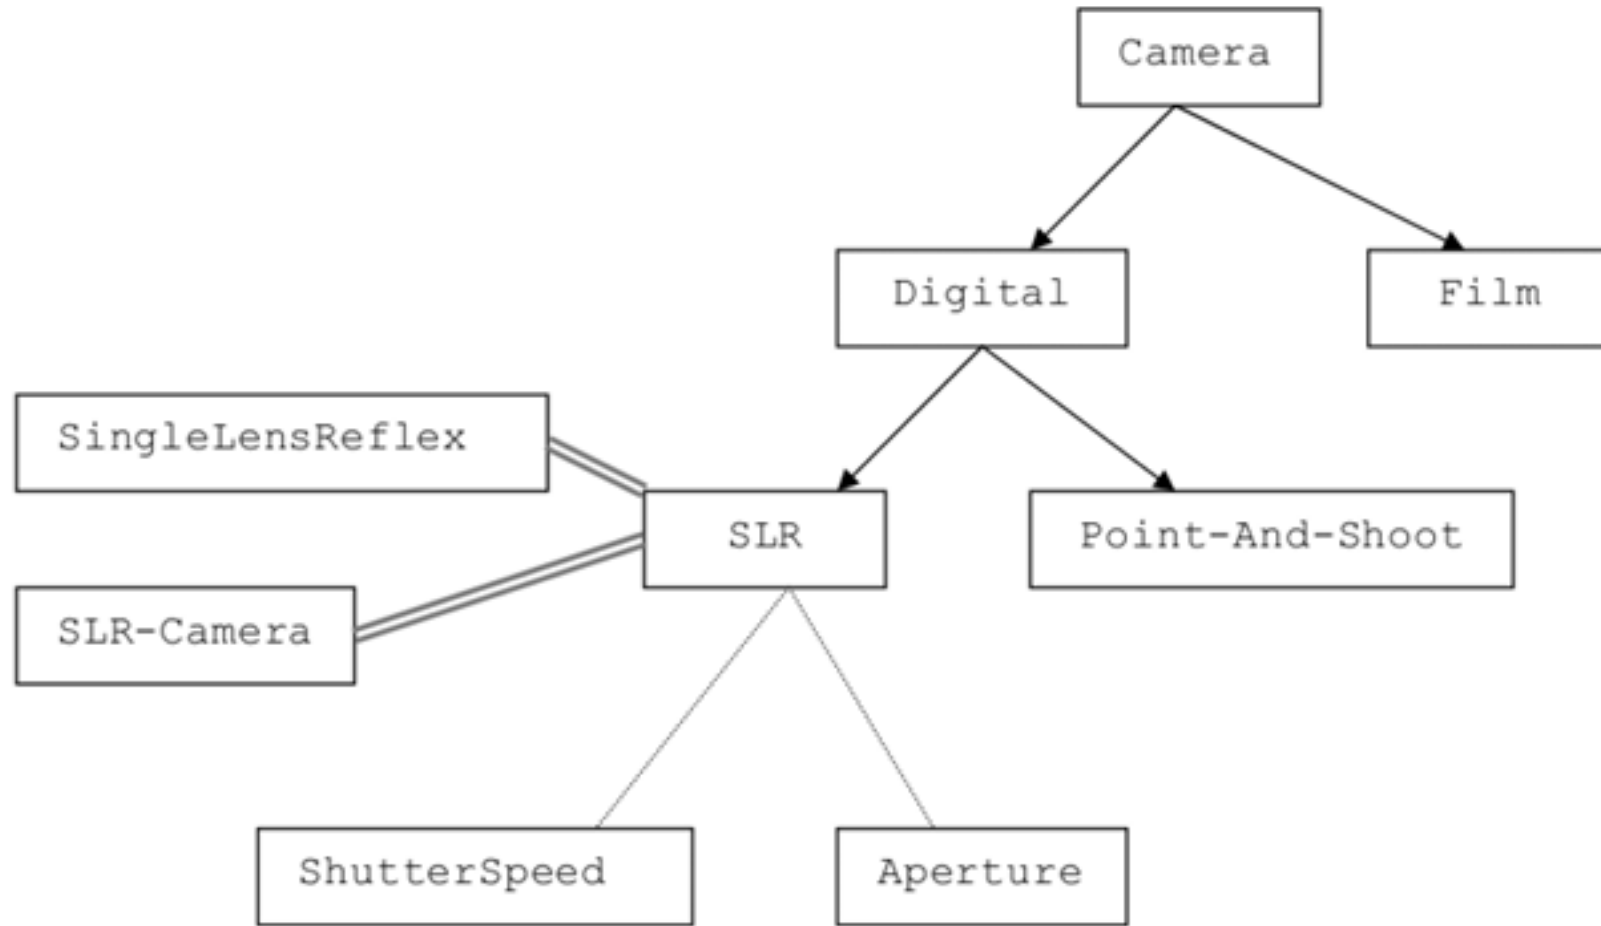 Camera
Digital
Film
SingleLensReflex
SLR
Point-And-Shoot
SLR-Camera
ShutterSpeed
Aperture